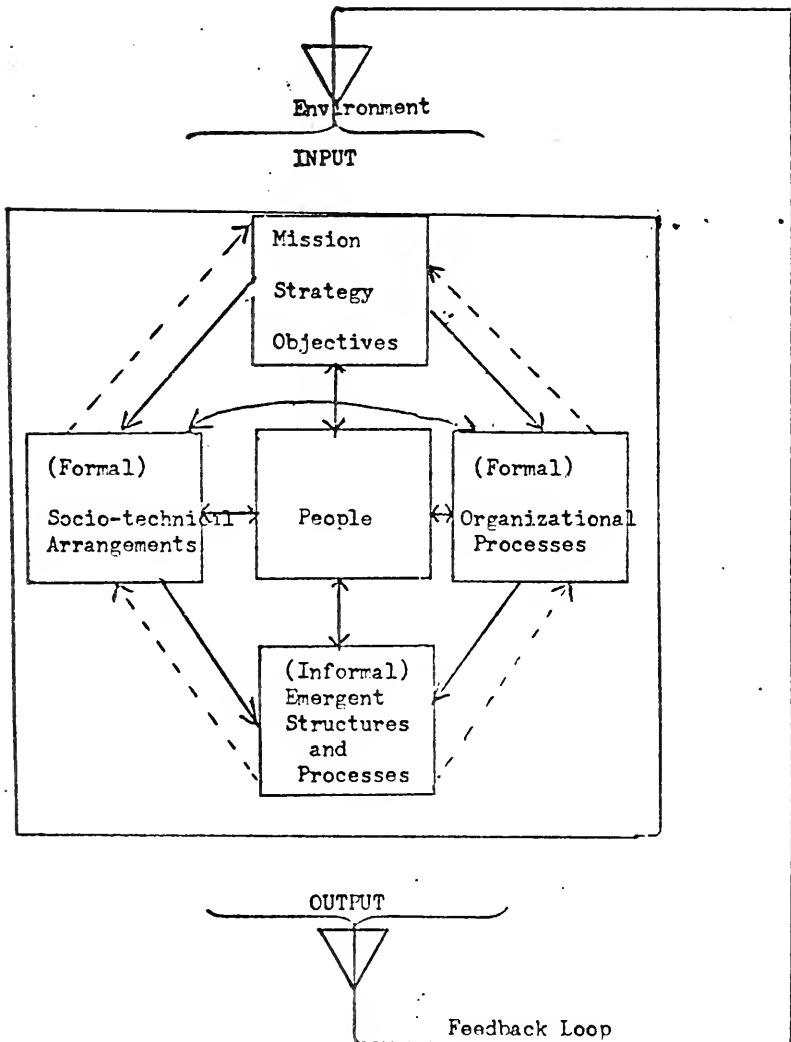 Environment
INPUT
Mission
Strategy
Objectives
(Formal)
Socio-technical
Arrangements
People
(Formal)
Organizational
Processes
(Informal)
Emergent
Structures
and
Processes
OUTPUT
Feedback Loop